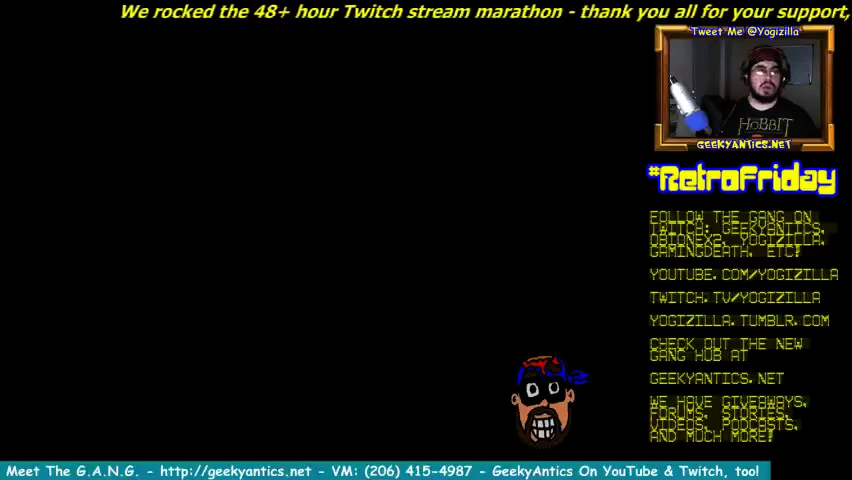 We rocked the 48+ hour Twitch stream marathon - thank you all for your support,
Tweet Me @Yogizilla
HOBBIT
GEEKYANTICS.NET
#RetroFriday
FOLLOW THE GANG ON
TWITCH: GEEKYANTICS,
OBIONEX2, YOGIZILLA,
GAMINGDEATH, ETC!
YOUTUBE.COM/YOGIZILLA
TWITCH.TV/YOGIZILLA
YOGIZILLA.TUMBLR.COM
CHECK OUT THE NEW
GANG HUB AT
GEEKYANTICS.NET
WE HAVE GIVEAWAYS,
FORUMS, STORIES,
VIDEOS, PODCASTS,
AND MUCH MORE!
Meet The G.A.N.G. - http://geekyantics.net - VM: (206) 415-4987 - GeekyAntics On YouTube & Twitch, too!